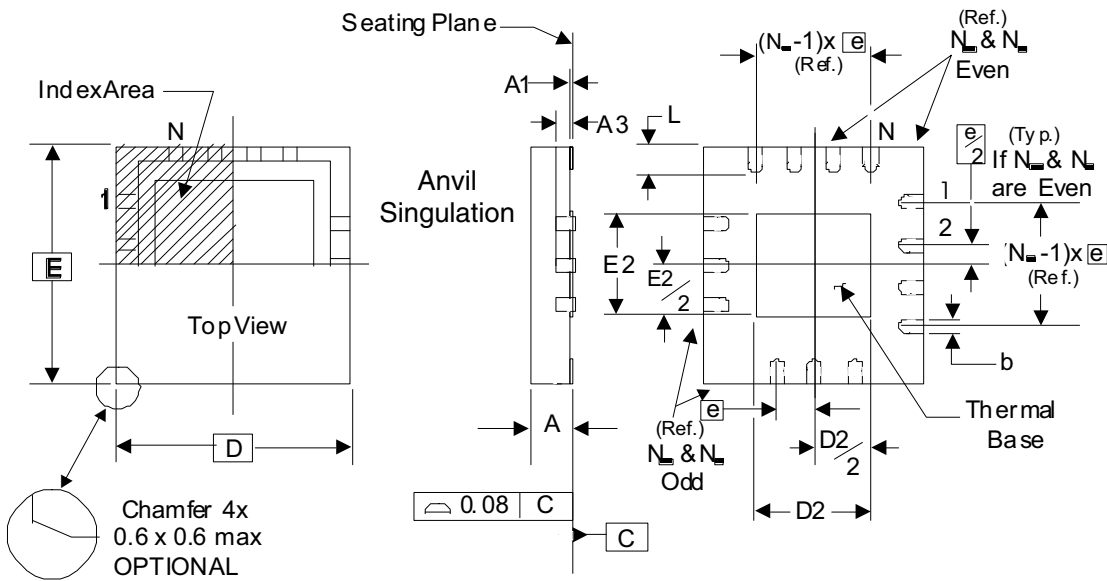 Seating Plane
(Ref.)
(N -1)x e
(Ref.)
N & N
Even
A1
Index Area
L
A3
N
N
e/2
(Typ.)
If N & N
are Even
1
Anvil
Singulation
1
2
E
E2
E2/2
(N -1)x e
(Ref.)
Top View
b
e
Thermal
Base
A
(Ref.)
N & N
Odd
D2/2
D
D2
Chamfer 4x
0.6 x 0.6 max
OPTIONAL
0.08 C
C